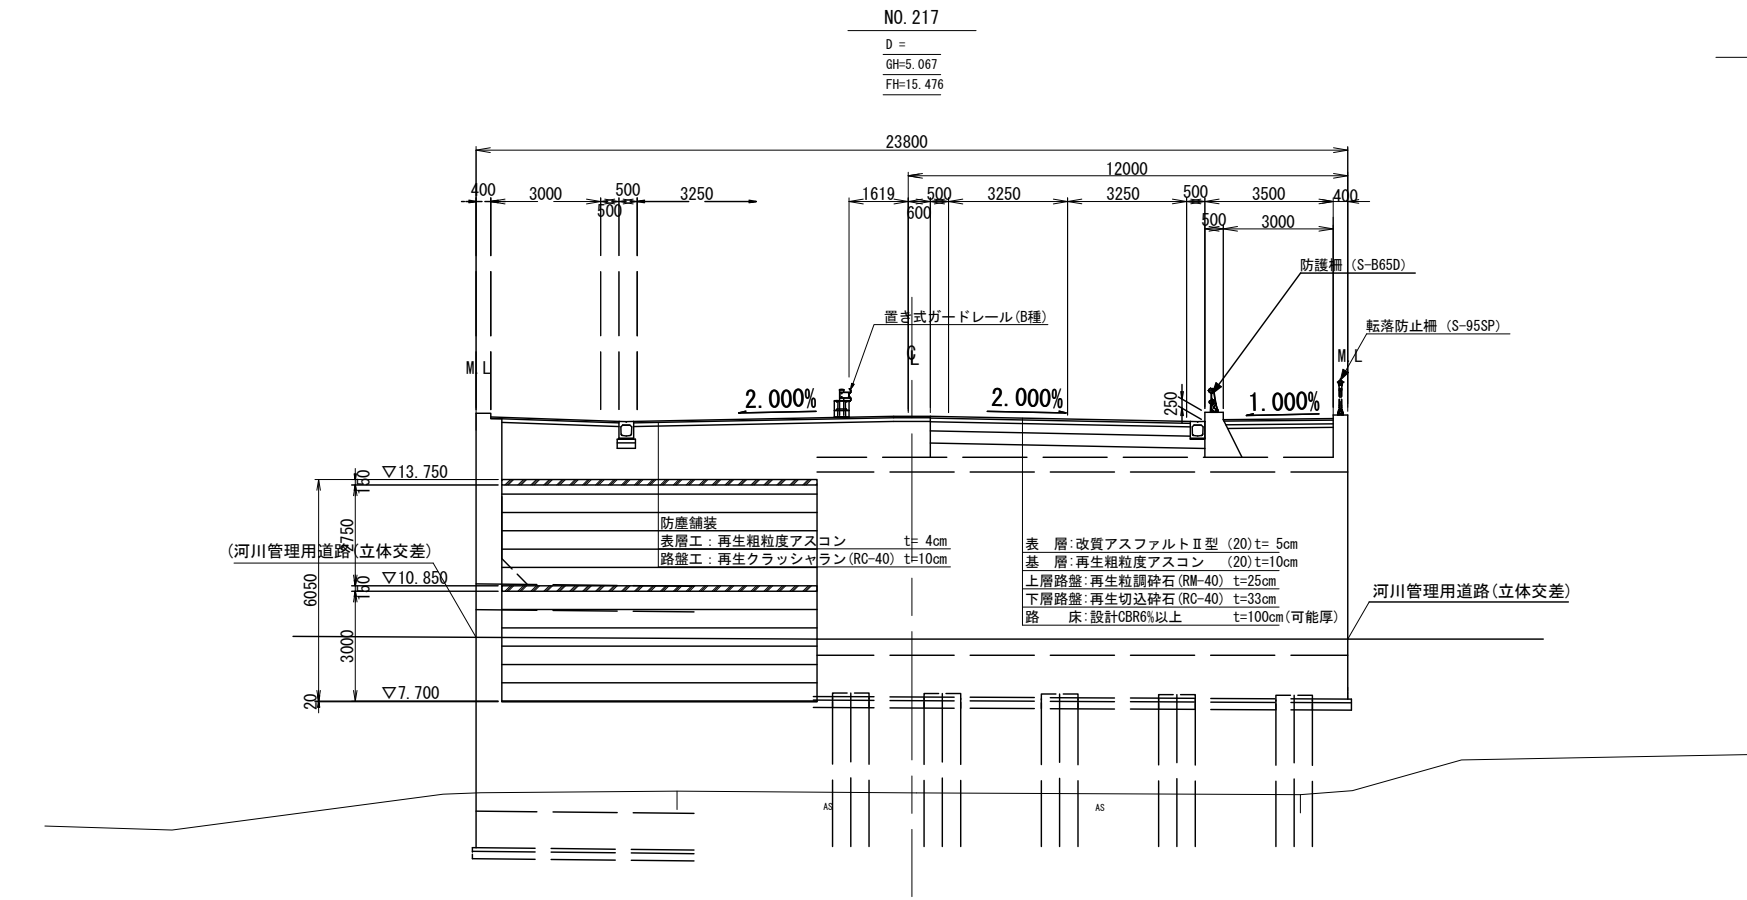 NO.217
D =
GH=5.067
FH=15.476
23800
12000
400 3000 500 500 3250 1619 600 500 3250 3250 500 3500 400
500 3000
防護柵 (S-B65D)
置き式ガードレール(B種)
転落防止柵 (S-95SP)
M.L
CL
M.L
2.000%
2.000%
250
1.000%
150
▽13.750
防塵舗装
表層工：再生粗粒度アスコン t= 4cm
路盤工：再生クラッシャラン(RC-40) t=10cm
表 層:改質アスファルトⅡ型 (20)t= 5cm
基 層:再生粗粒度アスコン (20)t=10cm
上層路盤:再生粒調砕石(RM-40) t=25cm
下層路盤:再生切込砕石(RC-40) t=33cm
路 床:設計CBR6%以上 t=100cm(可能厚)
2750
(河川管理用道路(立体交差)
6050
150
▽10.850
河川管理用道路(立体交差)
3000
20
▽7.700
AS
AS